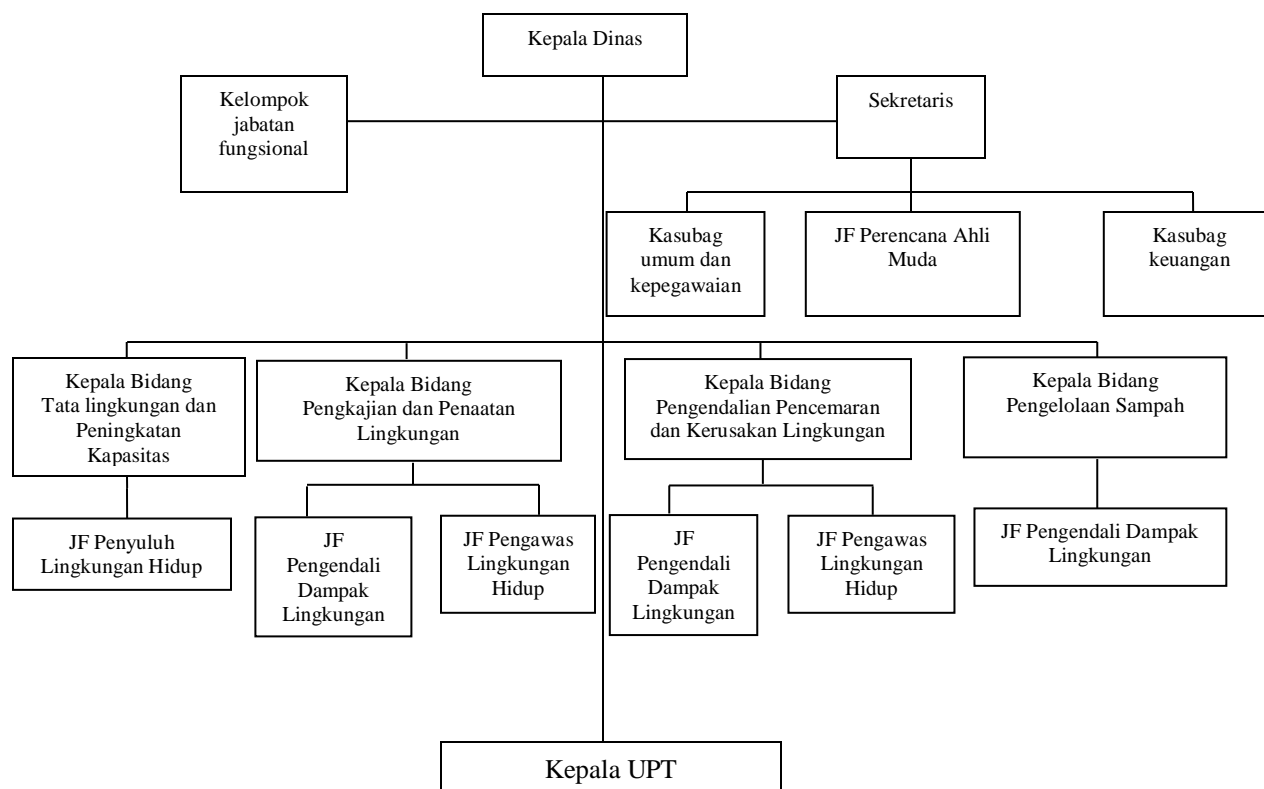 Kepala Dinas
Kelompok
jabatan
fungsional
Sekretaris
Kasubag
umum dan
kepegawaian
JF Perencana Ahli
Muda
Kasubag
keuangan
Kepala Bidang
Tata lingkungan dan
Peningkatan
Kapasitas
Kepala Bidang
Pengkajian dan Penaatan
Lingkungan
Kepala Bidang
Pengendalian Pencemaran
dan Kerusakan Lingkungan
Kepala Bidang
Pengelolaan Sampah
JF Penyuluh
Lingkungan Hidup
JF
Pengendali
Dampak
Lingkungan
JF Pengawas
Lingkungan
Hidup
JF
Pengendali
Dampak
Lingkungan
JF Pengawas
Lingkungan
Hidup
JF Pengendali Dampak
Lingkungan
Kepala UPT